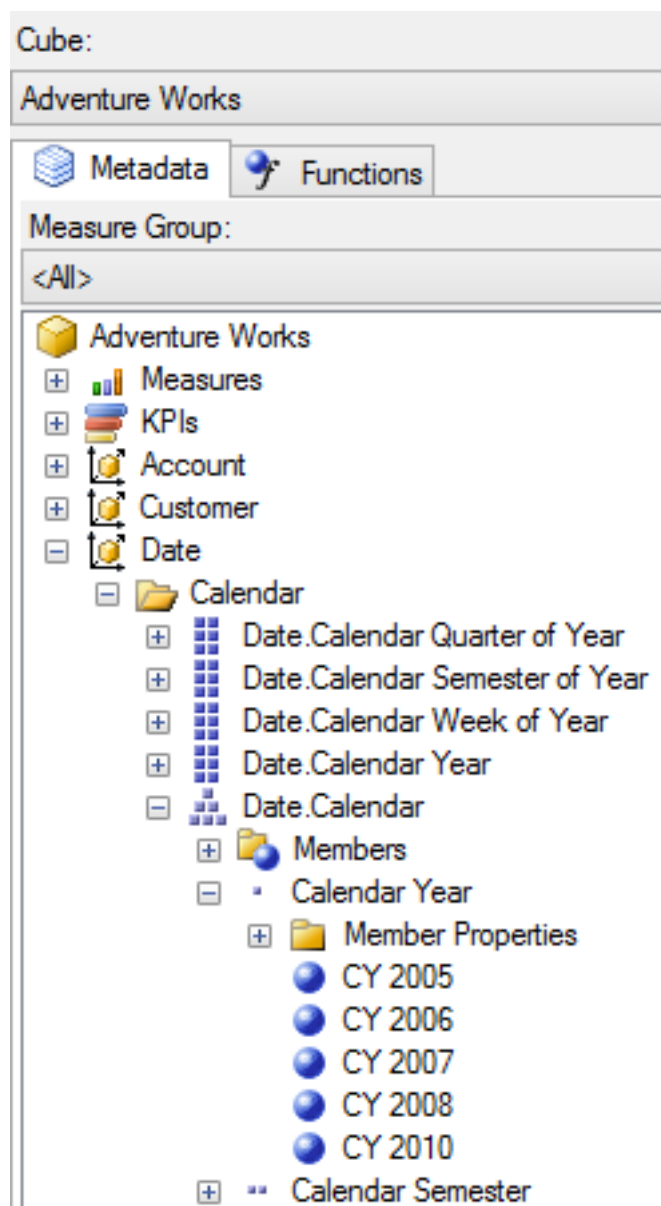 Cube:
Adventure Works
Metadata
Functions
Measure Group:
<All>
Adventure Works
Measures
KPIs
Account
Customer
Date
Calendar
Date.Calendar Quarter of Year
Date.Calendar Semester of Year
Date.Calendar Week of Year
Date.Calendar Year
Date.Calendar
Members
Calendar Year
Member Properties
CY 2005
CY 2006
CY 2007
CY 2008
CY 2010
Calendar Semester